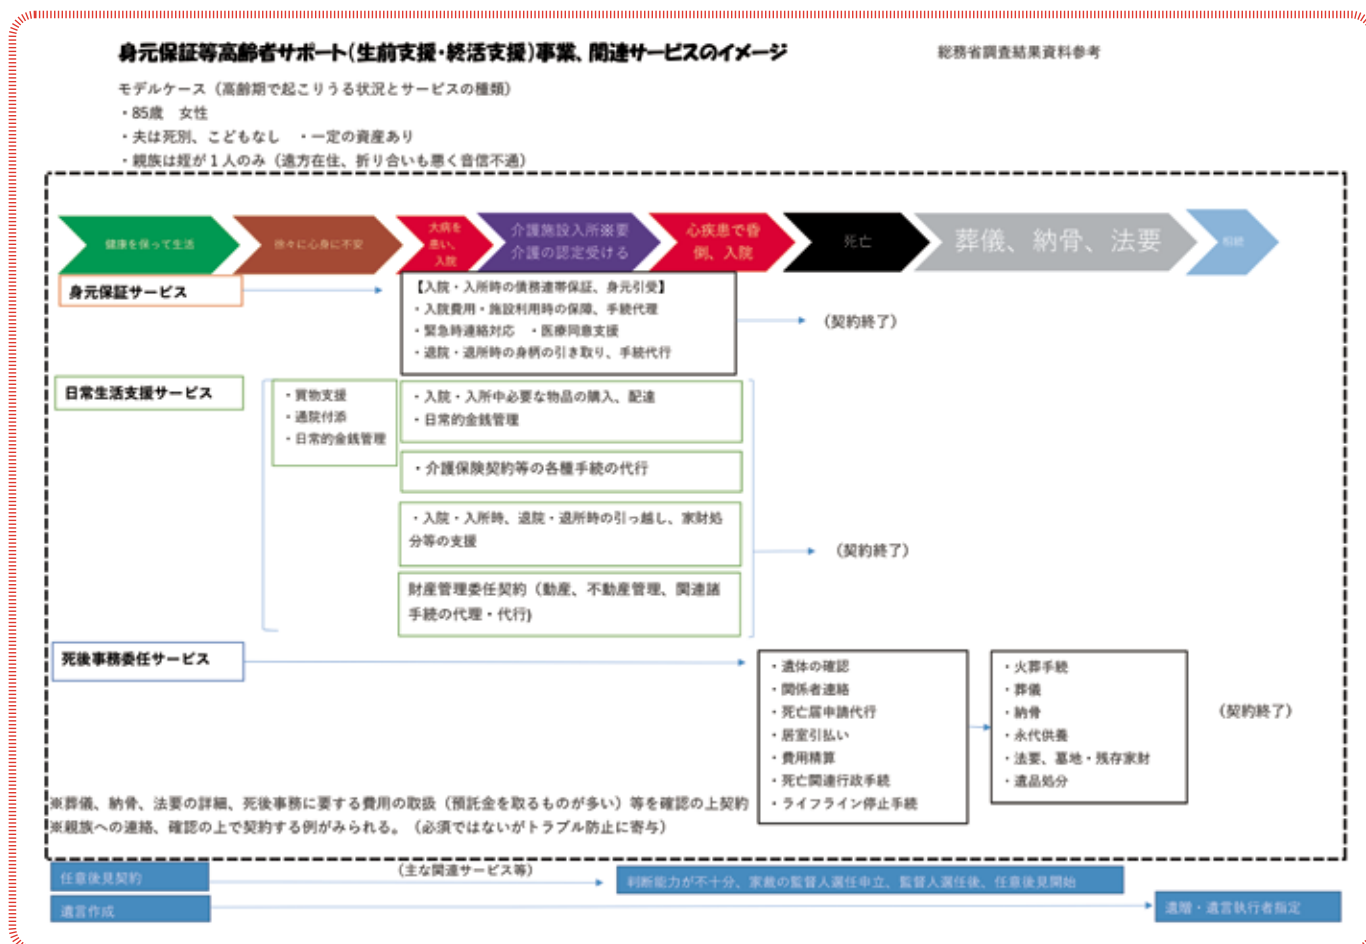 身元保証等高齢者サポート(生前支援・終活支援)事業、関連サービスのイメージ
総務省調査結果資料参考
モデルケース（高齢期で起こりうる状況とサービスの種類）
・85歳　女性
・夫は死別、こどもなし　・一定の資産あり
・親族は姪が１人のみ（遠方在住、折り合いも悪く音信不通）
健康を保って生活
徐々に心身に不安
大病を
患い、
入院
介護施設入所※要
介護の認定受ける
心疾患で昏
倒、入院
死亡
葬儀、納骨、法要
相続
身元保証サービス
【入院・入所時の債務連帯保証、身元引受】
・入院費用・施設利用時の保障、手続代理
・緊急時連絡対応　・医療同意支援
・退院・退所時の身柄の引き取り、手続代行
（契約終了）
日常生活支援サービス
・買物支援
・通院付添
・日常的金銭管理
・入院・入所中必要な物品の購入、配達
・日常的金銭管理
・介護保険契約等の各種手続の代行
・入院・入所時、退院・退所時の引っ越し、家財処
分等の支援
財産管理委任契約（動産、不動産管理、関連諸
手続の代理・代行)
（契約終了）
死後事務委任サービス
・遺体の確認
・関係者連絡
・死亡届申請代行
・居室引払い
・費用精算
・死亡関連行政手続
・ライフライン停止手続
・火葬手続
・葬儀
・納骨
・永代供養
・法要、墓地・残存家財
・遺品処分
（契約終了）
※葬儀、納骨、法要の詳細、死後事務に要する費用の取扱（預託金を取るものが多い）等を確認の上契約
※親族への連絡、確認の上で契約する例がみられる。（必須ではないがトラブル防止に寄与）
任意後見契約
（主な関連サービス等）
判断能力が不十分、家裁の監督人選任申立、監督人選任後、任意後見開始
遺言作成
遺贈・遺言執行者指定